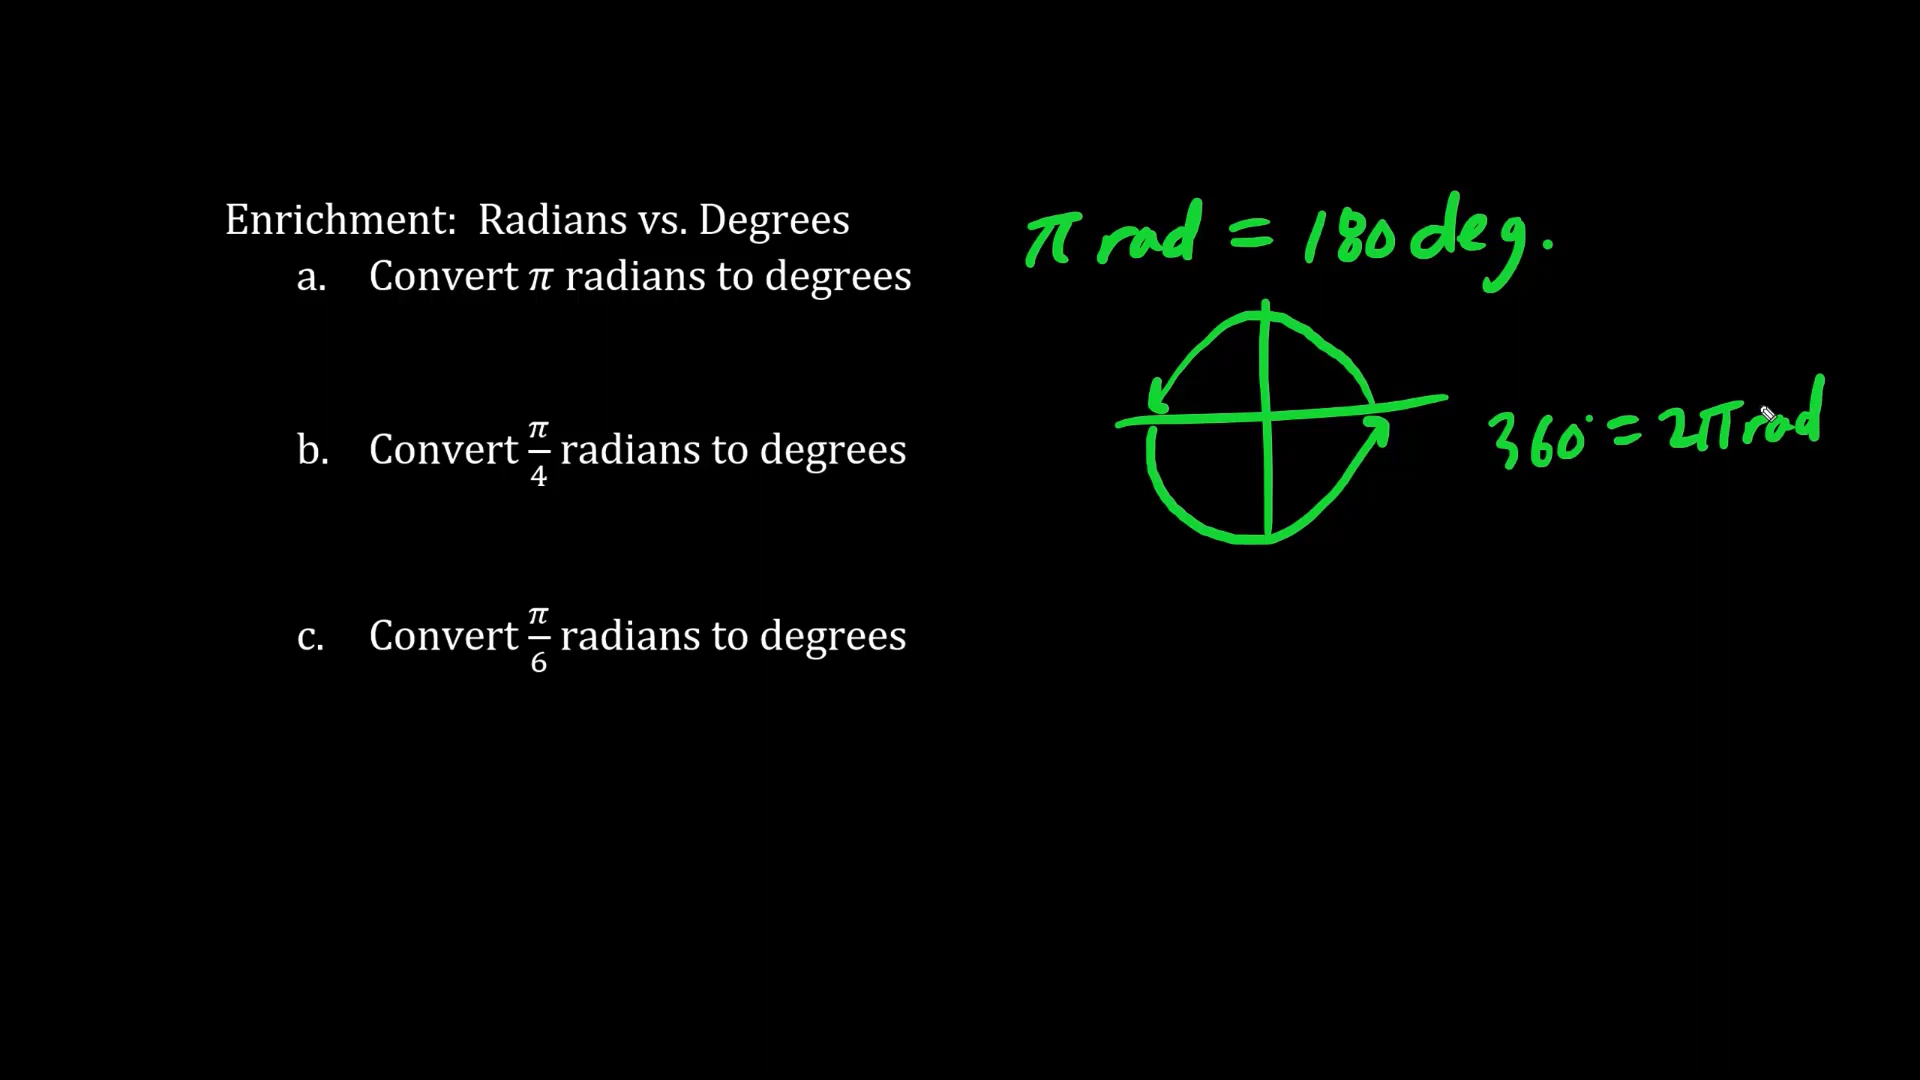 Enrichment: Radians vs. Degrees
a. Convert π radians to degrees
b. Convert π/4 radians to degrees
c. Convert π/6 radians to degrees
π rad = 180 deg.
360° = 2π rad